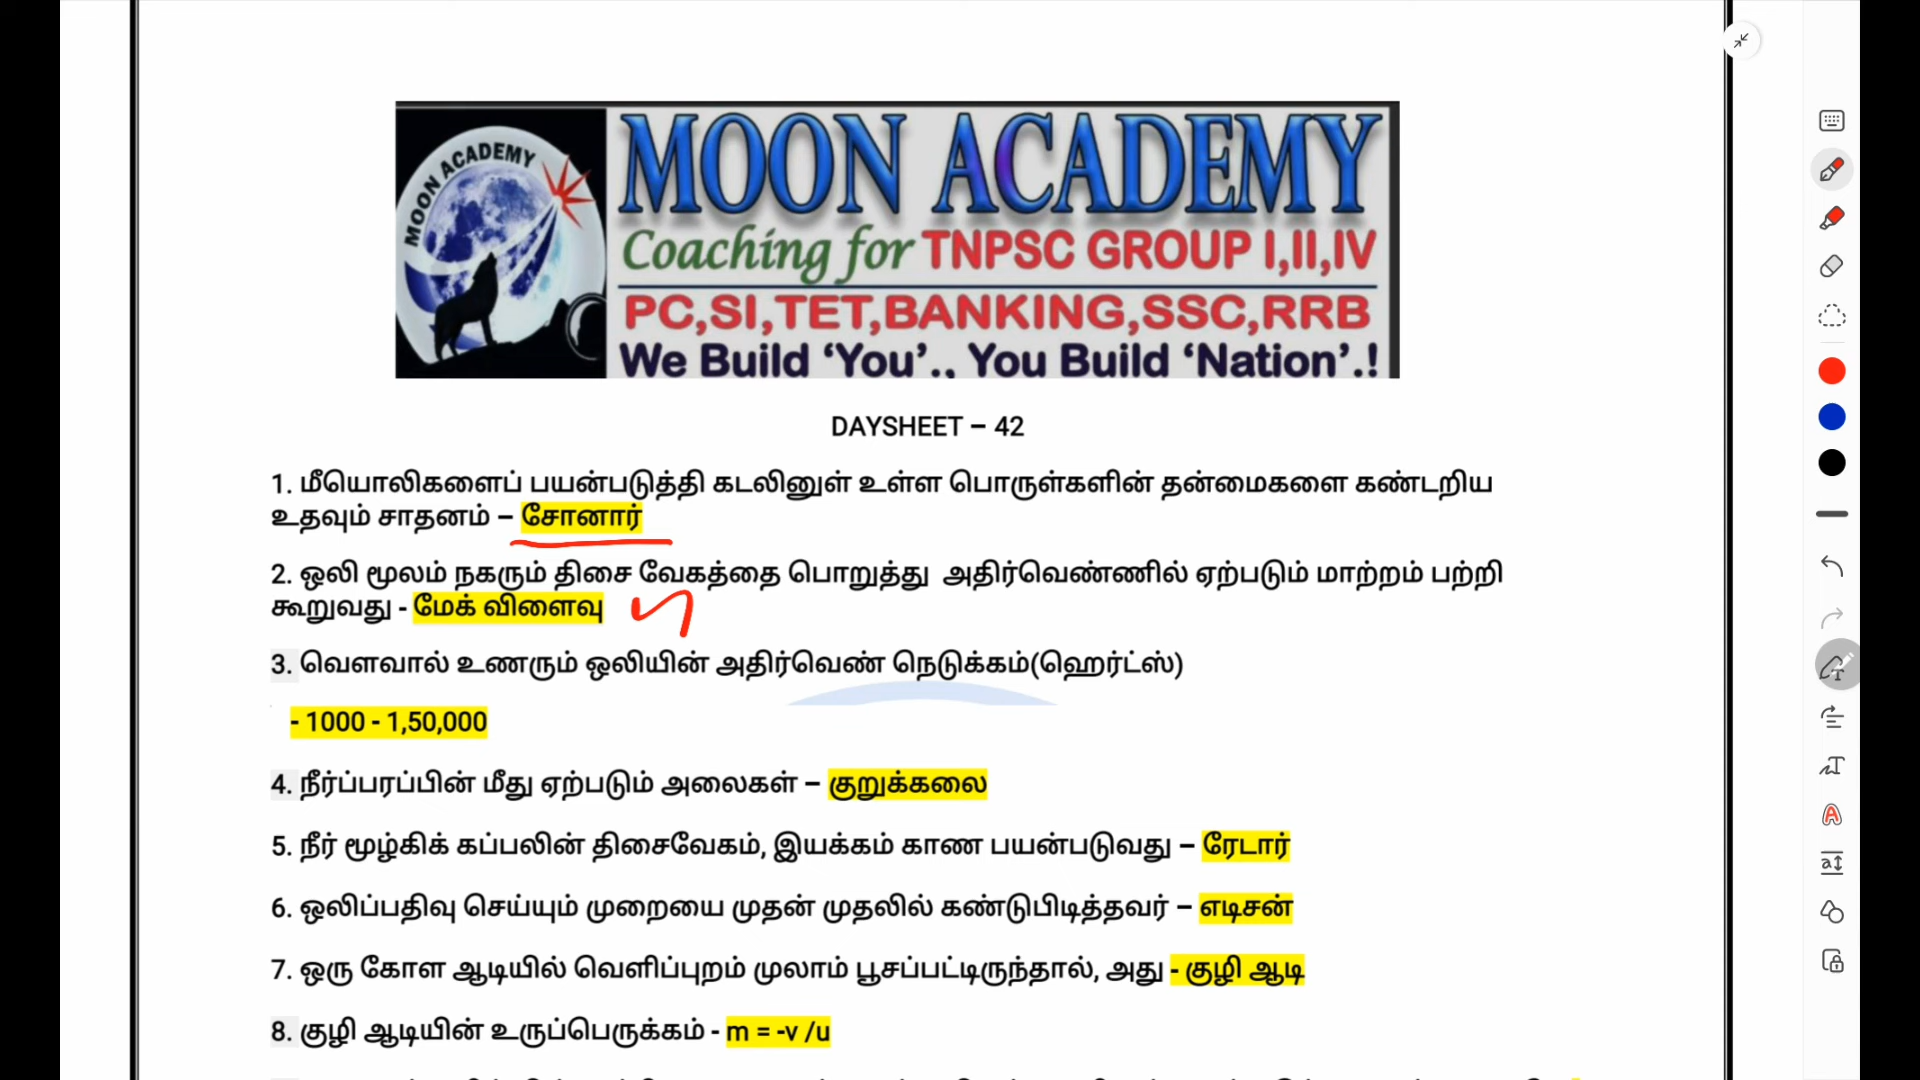 MOON ACADEMY
MOON ACADEMY
Coaching for TNPSC GROUP I,II,IV
PC,SI,TET,BANKING,SSC,RRB
We Build ‘You’., You Build ‘Nation’.!
DAYSHEET – 42
1. மீயொலிகளைப் பயன்படுத்தி கடலினுள் உள்ள பொருள்களின் தன்மைகளை கண்டறிய
உதவும் சாதனம் – சோனார்
2. ஒலி மூலம் நகரும் திசை வேகத்தை பொறுத்து அதிர்வெண்ணில் ஏற்படும் மாற்றம் பற்றி
கூறுவது - மேக் விளைவு
3. வௌவால் உணரும் ஒலியின் அதிர்வெண் நெடுக்கம்(ஹெர்ட்ஸ்)
- 1000 - 1,50,000
4. நீர்ப்பரப்பின் மீது ஏற்படும் அலைகள் – குறுக்கலை
5. நீர் மூழ்கிக் கப்பலின் திசைவேகம், இயக்கம் காண பயன்படுவது – ரேடார்
6. ஒலிப்பதிவு செய்யும் முறையை முதன் முதலில் கண்டுபிடித்தவர் – எடிசன்
7. ஒரு கோள ஆடியில் வெளிப்புறம் முலாம் பூசப்பட்டிருந்தால், அது - குழி ஆடி
8. குழி ஆடியின் உருப்பெருக்கம் - m = -v /u